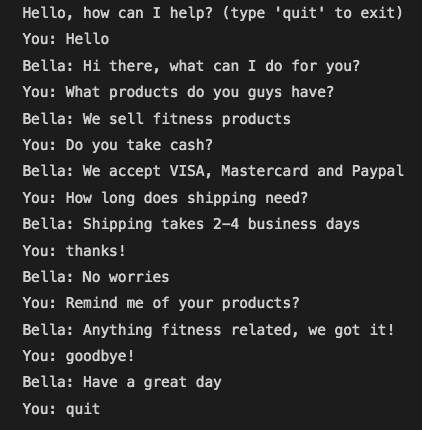 Hello, how can I help? (type 'quit' to exit)
You: Hello
Bella: Hi there, what can I do for you?
You: What products do you guys have?
Bella: We sell fitness products
You: Do you take cash?
Bella: We accept VISA, Mastercard and Paypal
You: How long does shipping need?
Bella: Shipping takes 2-4 business days
You: thanks!
Bella: No worries
You: Remind me of your products?
Bella: Anything fitness related, we got it!
You: goodbye!
Bella: Have a great day
You: quit